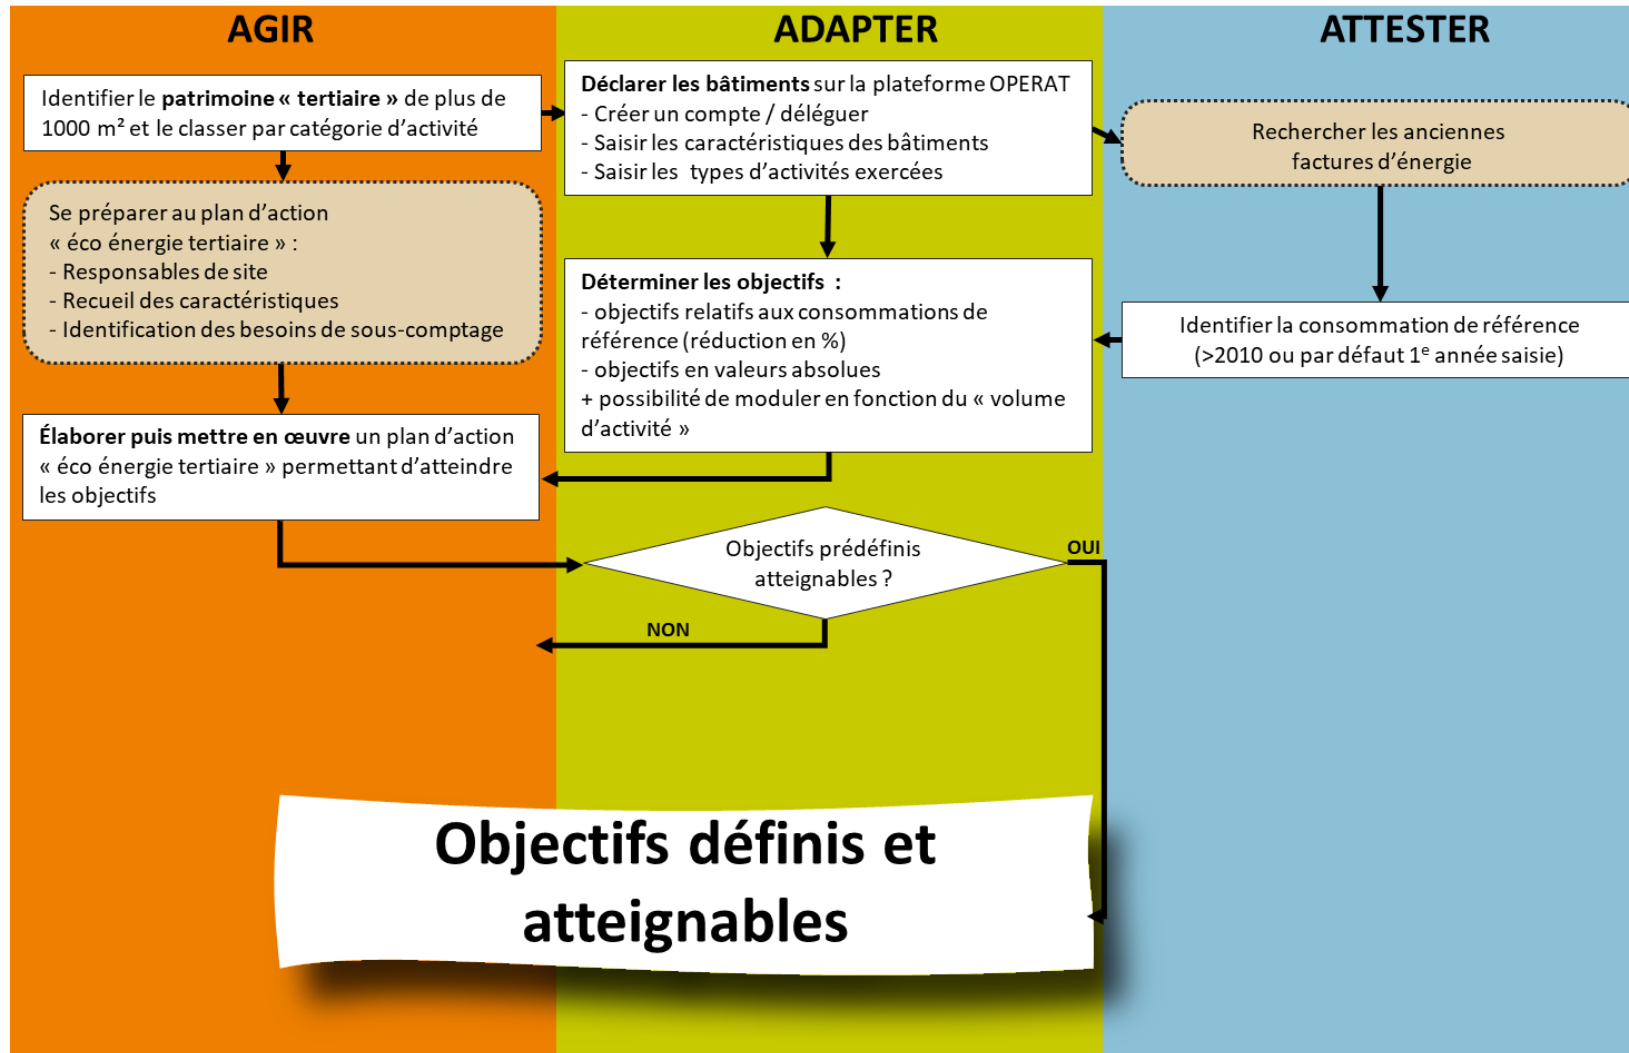 AGIR
Identifier le patrimoine « tertiaire » de plus de
1000 m² et le classer par catégorie d’activité
Se préparer au plan d’action
« éco énergie tertiaire » :
- Responsables de site
- Recueil des caractéristiques
- Identification des besoins de sous-comptage
Élaborer puis mettre en œuvre un plan d’action
« éco énergie tertiaire » permettant d’atteindre
les objectifs
ADAPTER
Déclarer les bâtiments sur la plateforme OPERAT
- Créer un compte / déléguer
- Saisir les caractéristiques des bâtiments
- Saisir les types d’activités exercées
Déterminer les objectifs :
- objectifs relatifs aux consommations de
référence (réduction en %)
- objectifs en valeurs absolues
+ possibilité de moduler en fonction du « volume
d’activité »
ATTESTER
Rechercher les anciennes
factures d’énergie
Identifier la consommation de référence
(>2010 ou par défaut 1e année saisie)
Objectifs prédéfinis
atteignables ?
OUI
NON
Objectifs définis et
atteignables